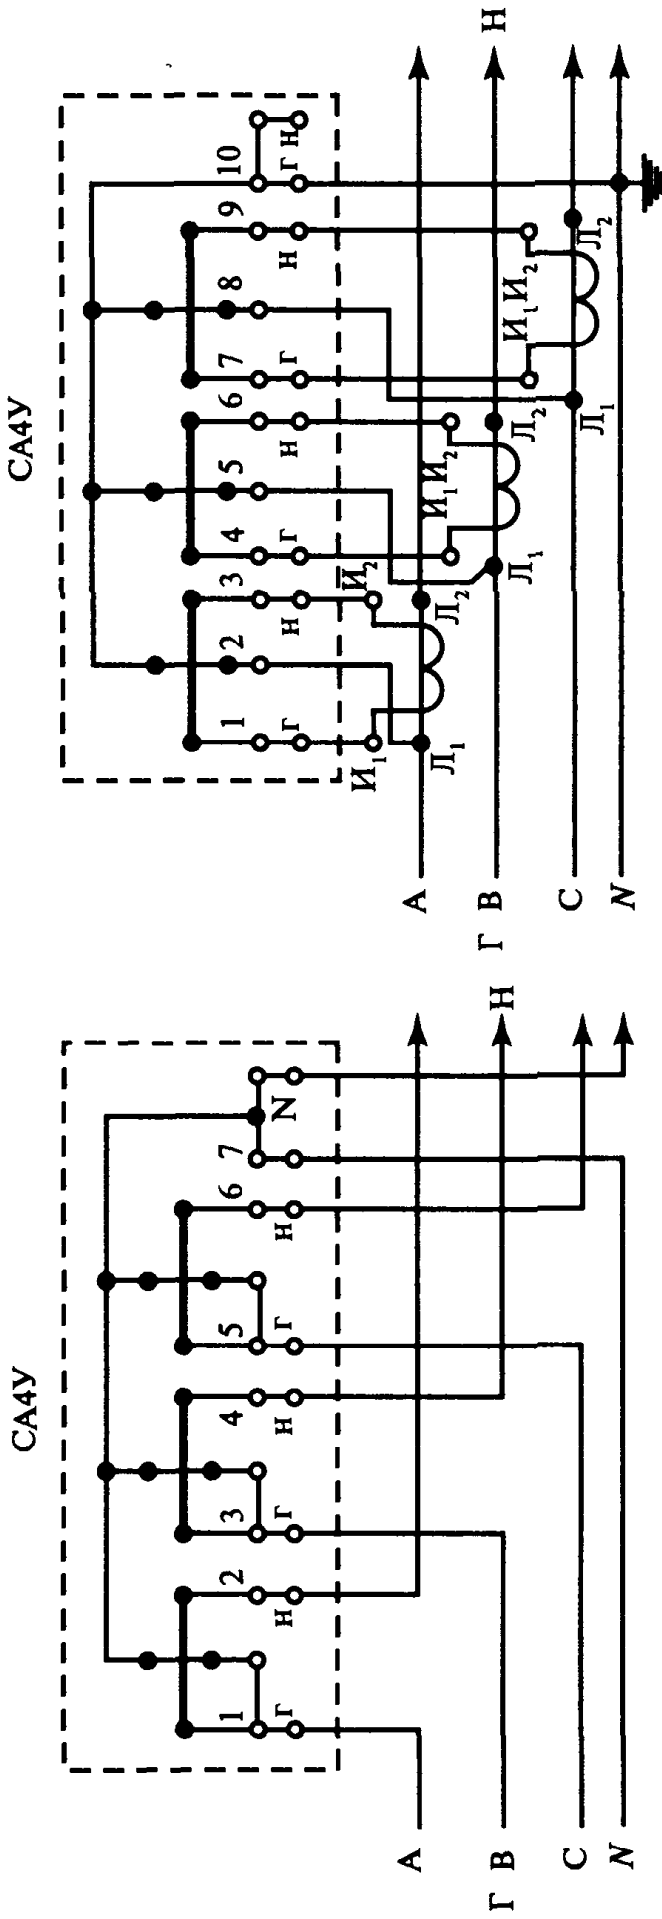 СА4У
1 2 3 4 5 6 7
Г Н Г Н Г Н N
A
Г B Н
C
N
СА4У
1 2 3 4 5 6 7 8 9 10
Г Н Г Н Г Н Г Н
И₁ И₂
A
Л₁ Л₂ И₁ И₂
Г B Н
Л₁ Л₂ И₁ И₂
C
Л₁ Л₂
N